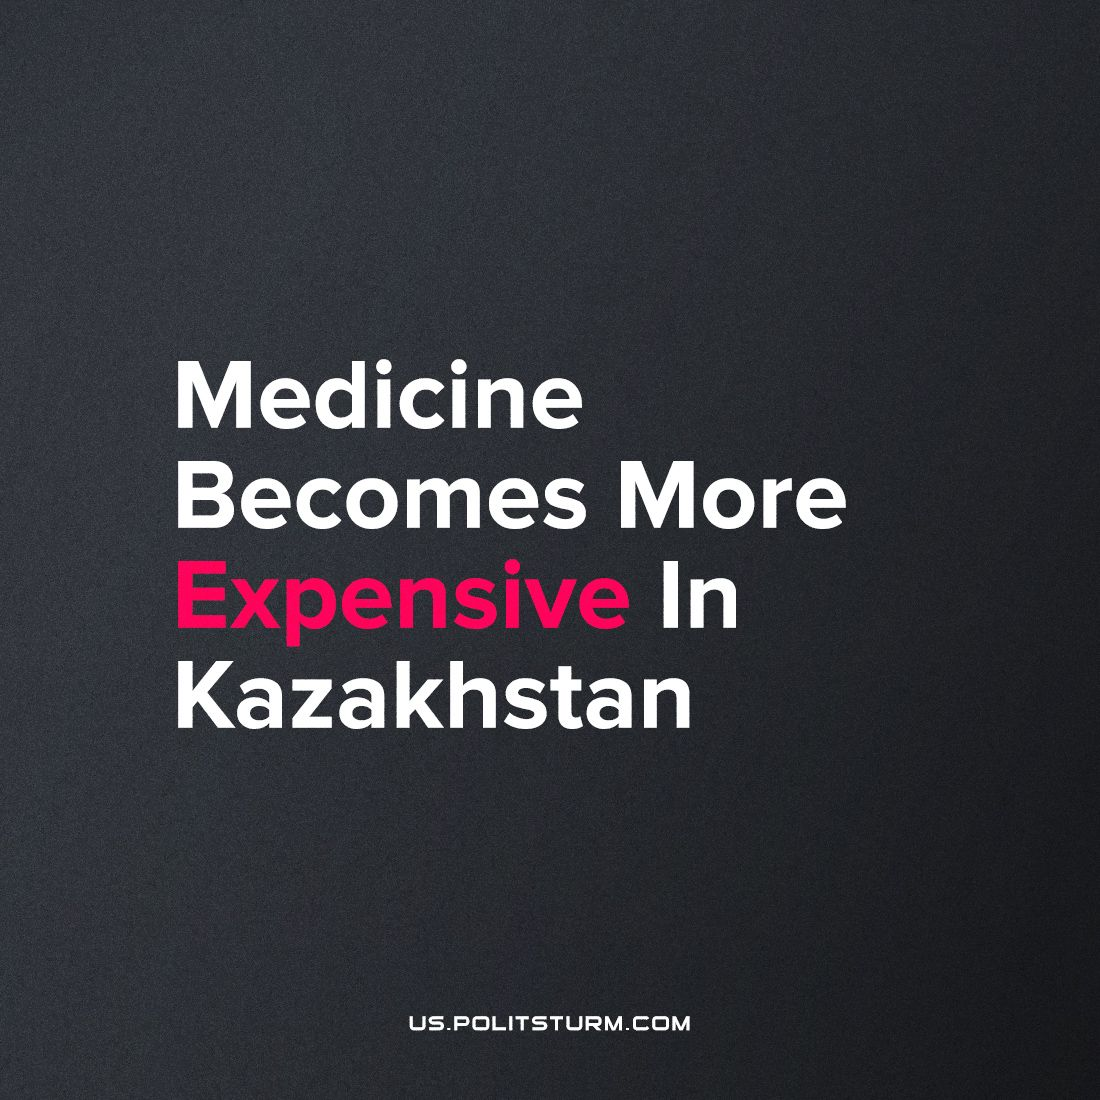 Medicine
Becomes More
Expensive In
Kazakhstan
US.POLITSTURM.COM